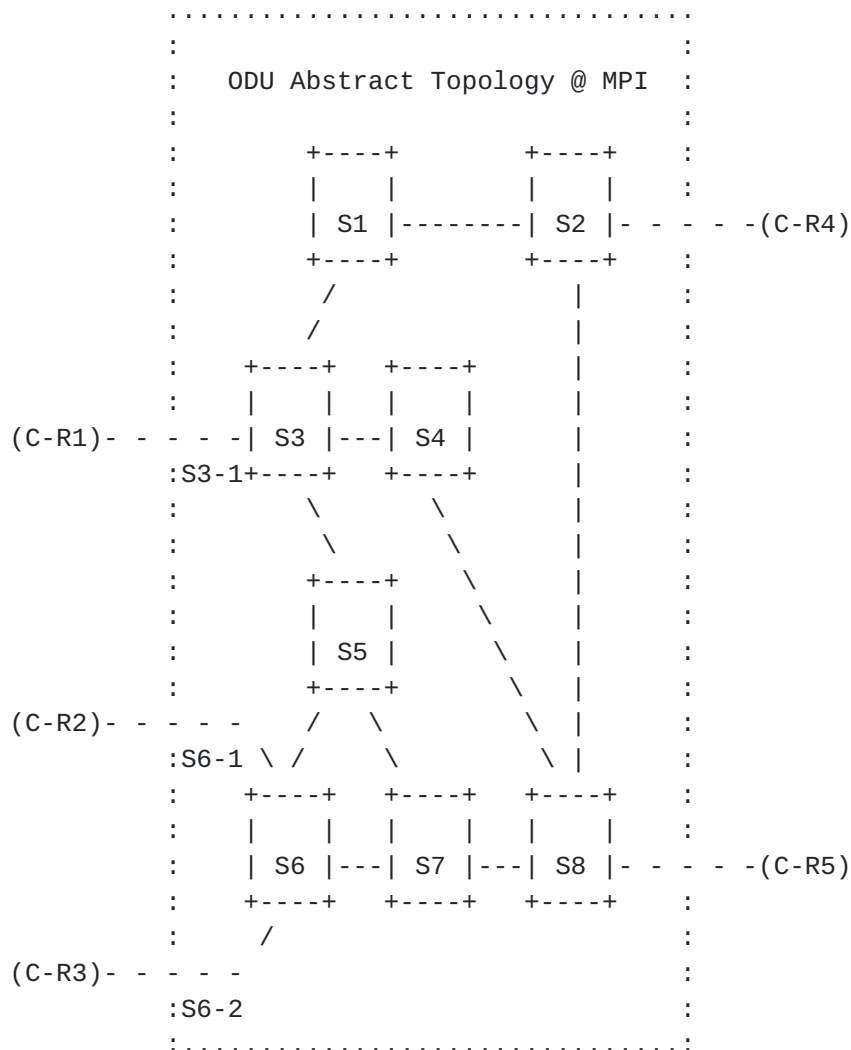 ODU Abstract Topology @ MPI
S1 S2 (C-R4)
(C-R1) S3 S4
S3-1
S5
(C-R2)
S6-1
S6 S7 S8 (C-R5)
(C-R3)
S6-2